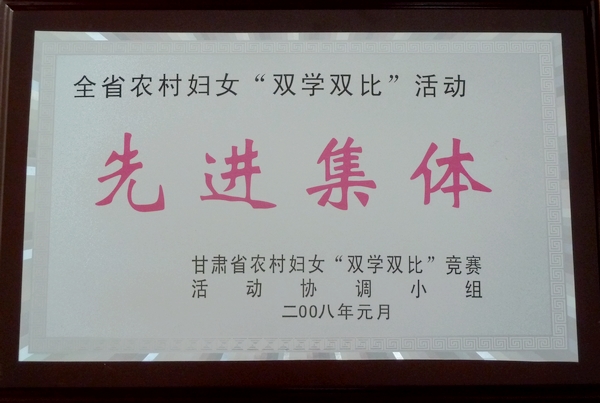 全省农村妇女“双学双比”活动
先进集体
甘肃省农村妇女“双学双比”竞赛
活动协调小组
二00八年元月